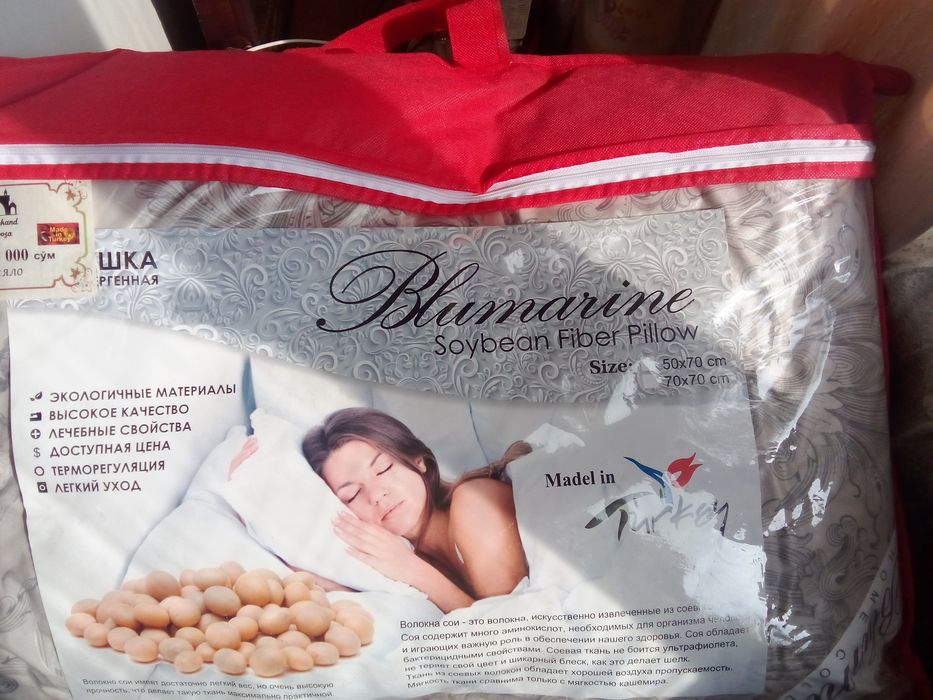 Made
in
Turkey
000 сўм
ШКА
РГЕННАЯ
Blumarine
Soybean Fiber Pillow
Size: 50x70 cm
70x70 cm
ЭКОЛОГИЧНЫЕ МАТЕРИАЛЫ
ВЫСОКОЕ КАЧЕСТВО
ЛЕЧЕБНЫЕ СВОЙСТВА
ДОСТУПНАЯ ЦЕНА
ТЕРМОРЕГУЛЯЦИЯ
ЛЕГКИЙ УХОД
Madel in
Turkey
Волокна сои - это волокна, искусственно извлеченные из
Соя содержит много аминокислот, необходимых для организма
и играющих важную роль в обеспечении нашего здоровья. Соя обладает
бактерицидными свойствами. Соевая ткань не боится ультрафиолета,
не теряет свой цвет и шикарный блеск, как это делает шелк.
Ткань из соевых волокон обладает хорошей воздуха пропускаемость.
Мягкость ткани сравнима только с мягкостью кашемира.
Волокно сои имеет достаточно легкий вес, но очень высокую
прочность, что делает такую ткань максимально практичной